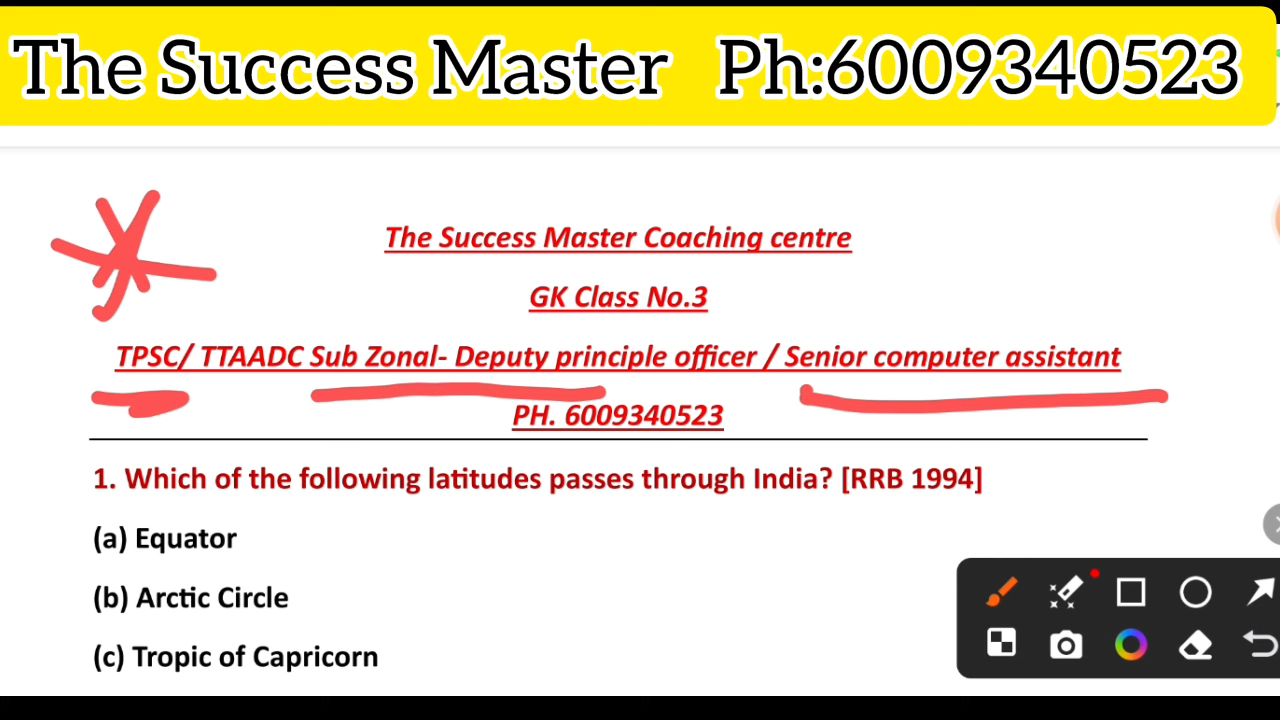 The Success Master Ph:6009340523
The Success Master Coaching centre
GK Class No.3
TPSC/ TTAADC Sub Zonal- Deputy principle officer / Senior computer assistant
PH. 6009340523
1. Which of the following latitudes passes through India? [RRB 1994]
(a) Equator
(b) Arctic Circle
(c) Tropic of Capricorn